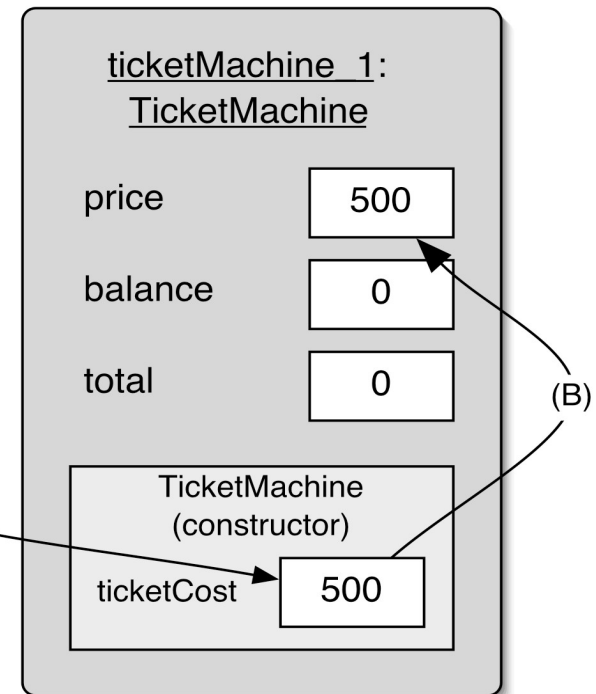 ticketMachine_1:
TicketMachine
price 500
balance 0
total 0
(B)
TicketMachine
(constructor)
ticketCost 500